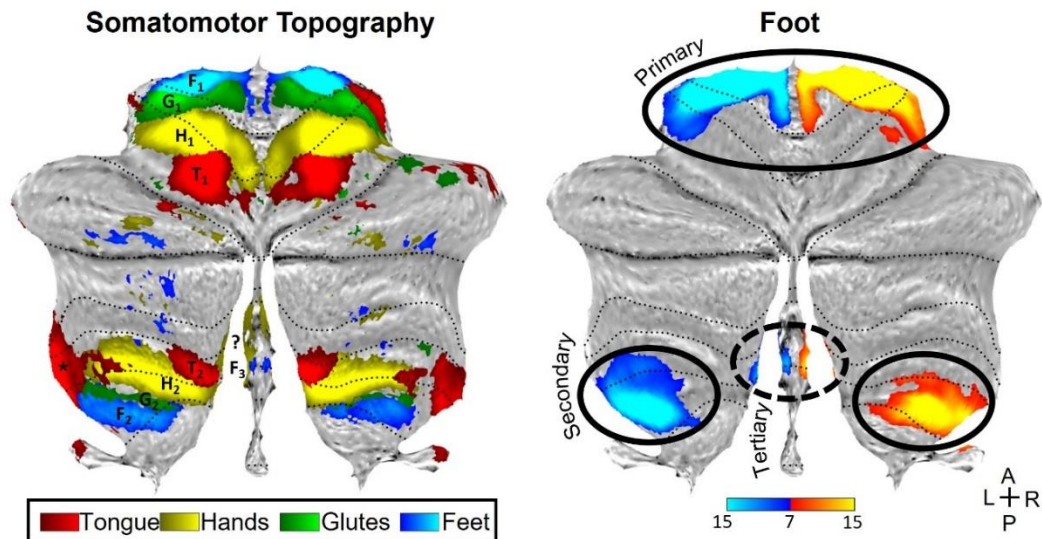 Somatomotor Topography
F1
G1
H1
T1
?
F3
*
T2
H2
G2
F2
Tongue Hands Glutes Feet
Foot
Primary
Secondary
Tertiary
15 7 15
A
L R
P